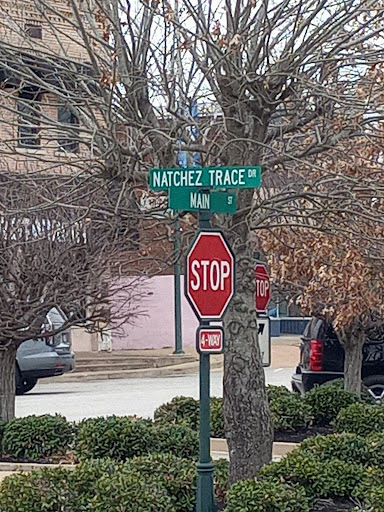 NATCHEZ TRACE DR
MAIN ST
STOP
TOP
4-WAY